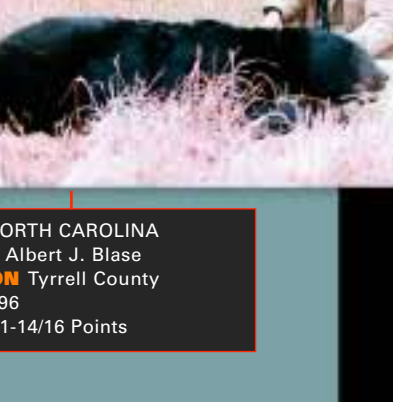 ORTH CAROLINA
Albert J. Blase
ON Tyrrell County
96
1-14/16 Points